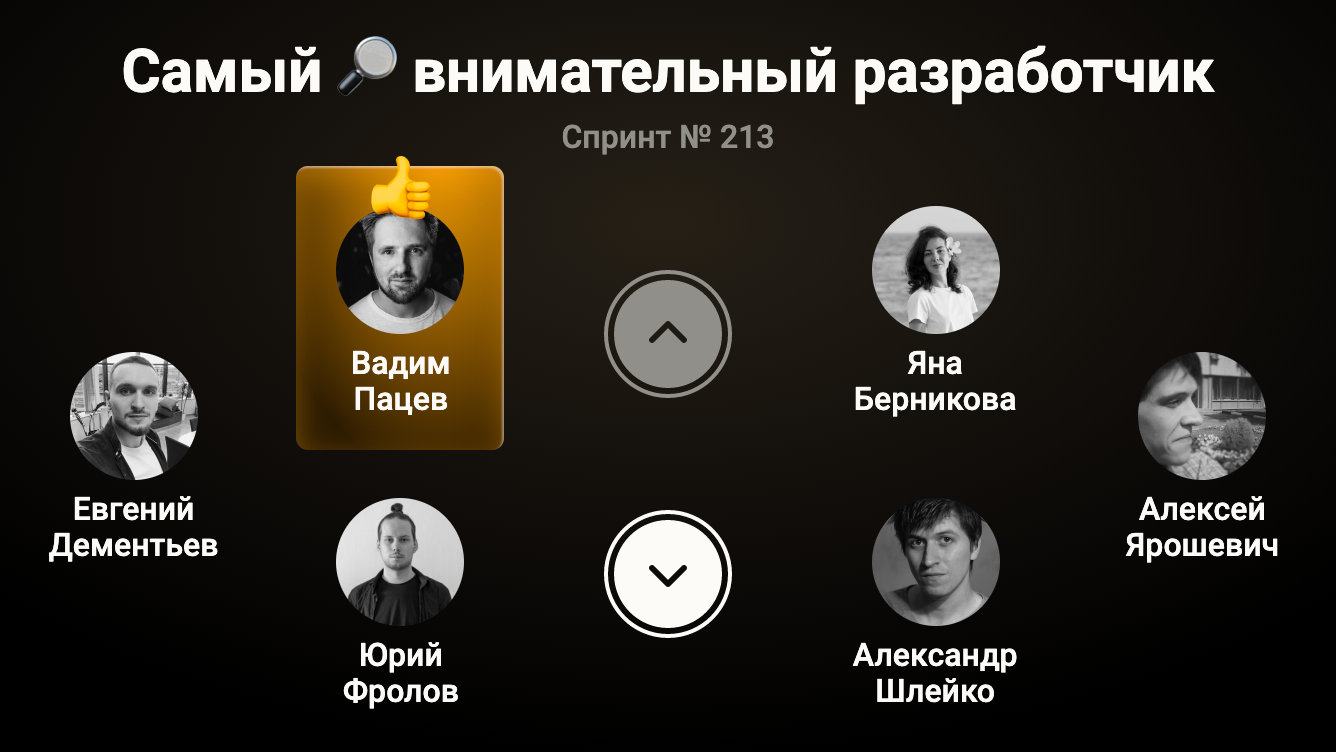 Самый 🔎 внимательный разработчик
Спринт № 213
Вадим
Пацев
Яна
Берникова
Евгений
Дементьев
Алексей
Ярошевич
Юрий
Фролов
Александр
Шлейко